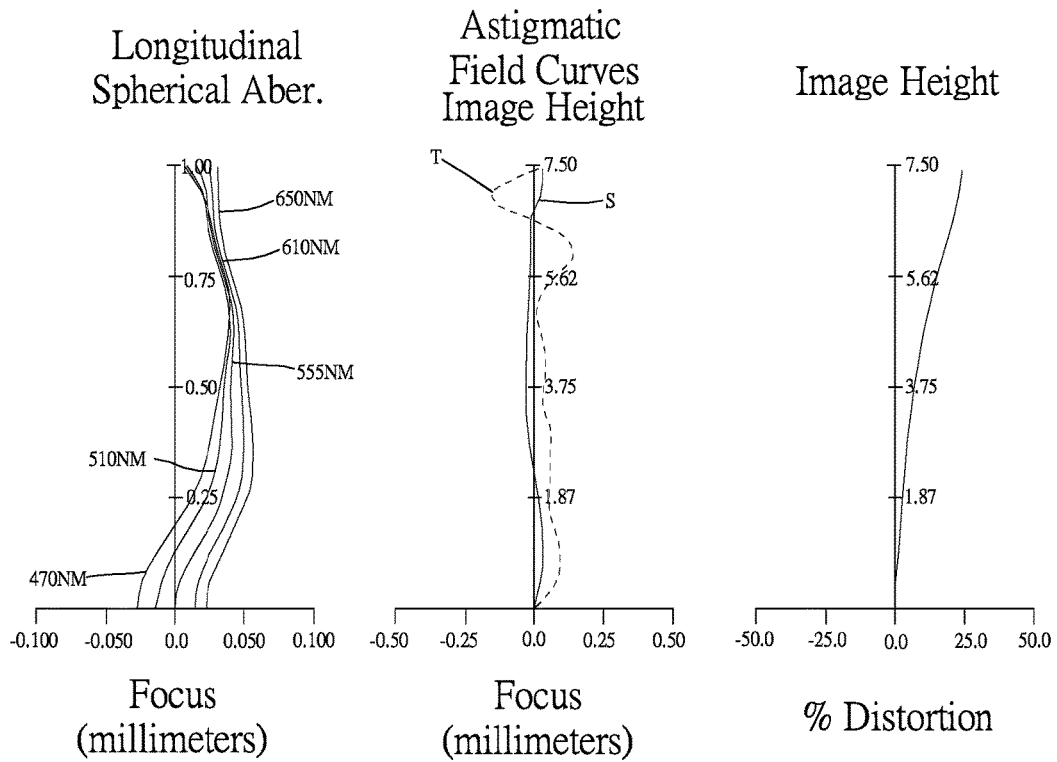 Longitudinal
Spherical Aber.
1.00
650NM
610NM
0.75
555NM
0.50
510NM
0.25
470NM
-0.100
-0.050
0.0
0.050
0.100
Focus
(millimeters)
Astigmatic
Field Curves
Image Height
T
7.50
S
5.62
3.75
1.87
-0.50
-0.25
0.0
0.25
0.50
Focus
(millimeters)
Image Height
7.50
5.62
3.75
1.87
-50.0
-25.0
0.0
25.0
50.0
% Distortion